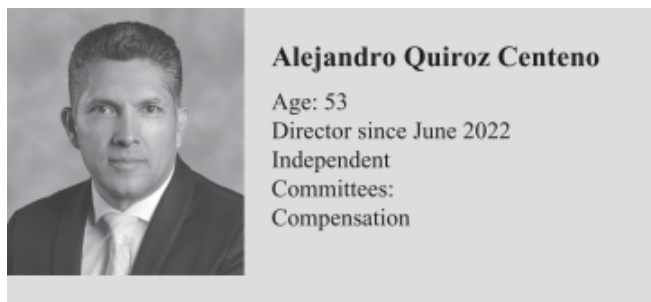 Alejandro Quiroz Centeno
Age: 53
Director since June 2022
Independent
Committees:
Compensation